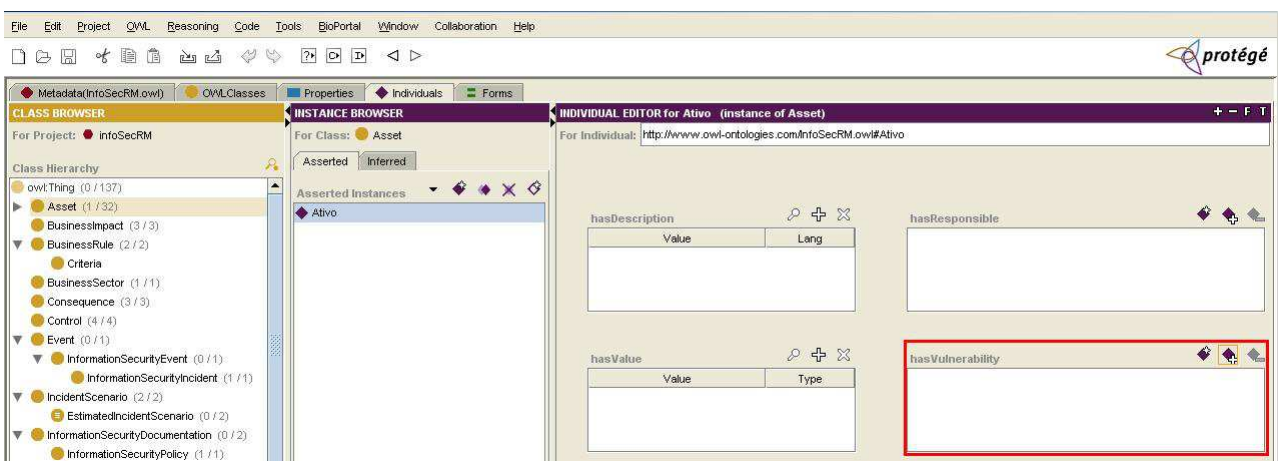 File Edit Project OWL Reasoning Code Tools BioPortal Window Collaboration Help
protégé
Metadata(InfoSecRM.owl) OWLClasses Properties Individuals Forms
CLASS BROWSER
For Project: infoSecRM
Class Hierarchy
owl:Thing (0 / 137)
Asset (1 / 32)
BusinessImpact (3 / 3)
BusinessRule (2 / 2)
Criteria
BusinessSector (1 / 1)
Consequence (3 / 3)
Control (4 / 4)
Event (0 / 1)
InformationSecurityEvent (0 / 1)
InformationSecurityIncident (1 / 1)
IncidentScenario (2 / 2)
EstimatedIncidentScenario (0 / 2)
InformationSecurityDocumentation (0 / 2)
InformationSecurityPolicy (1 / 1)
INSTANCE BROWSER
For Class: Asset
Asserted Inferred
Asserted Instances
Ativo
INDIVIDUAL EDITOR for Ativo (instance of Asset) + - F T
For Individual: http://www.owl-ontologies.com/InfoSecRM.owl#Ativo
hasDescription
Value Lang
hasResponsible
hasValue
Value Type
hasVulnerability